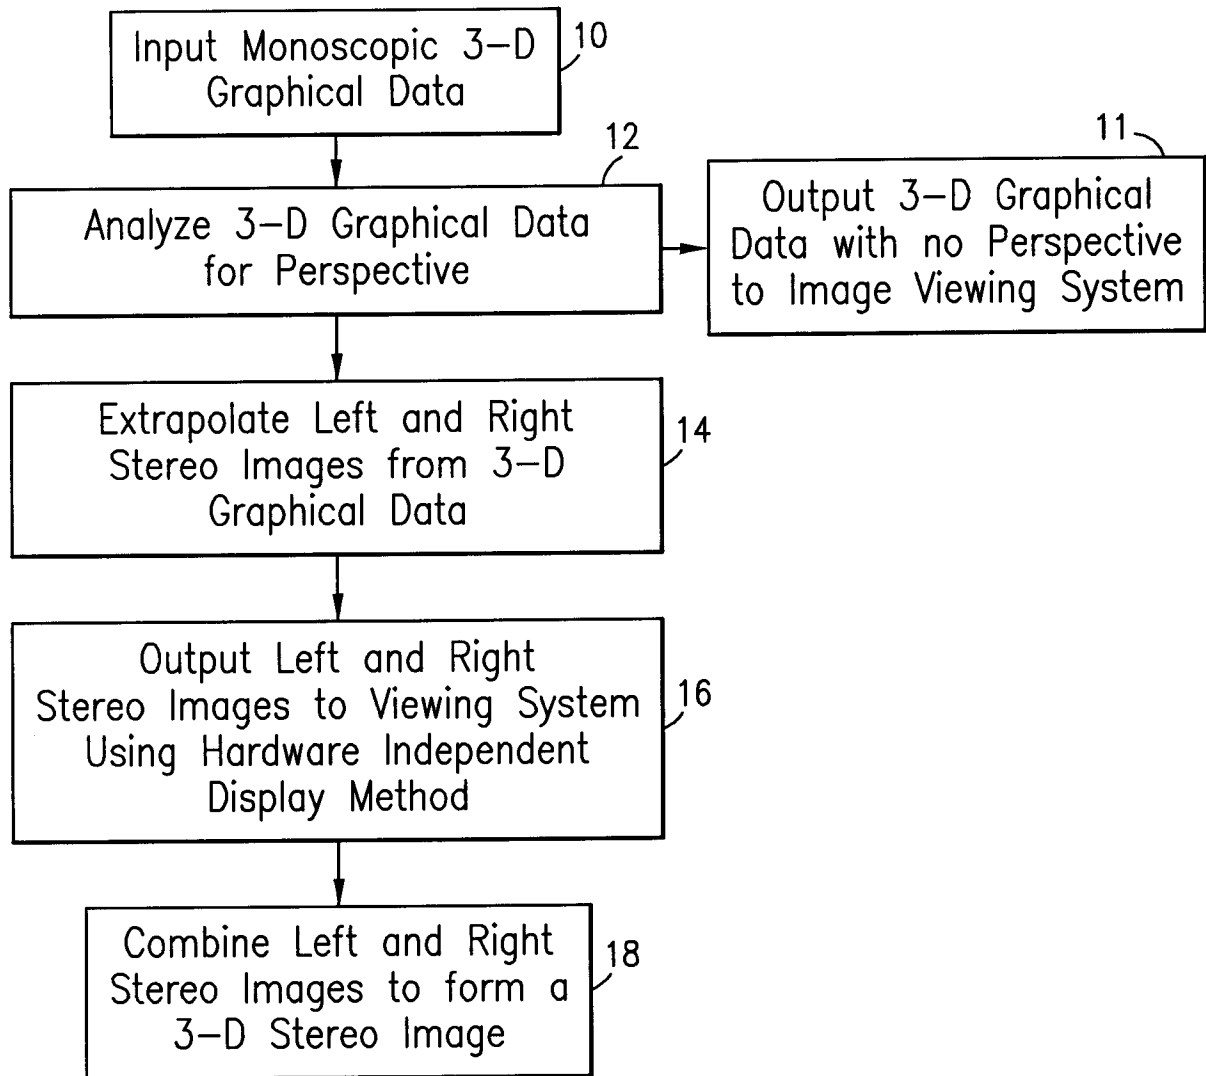 Input Monoscopic 3-D
Graphical Data
10
12
Analyze 3-D Graphical Data
for Perspective
11
Output 3-D Graphical
Data with no Perspective
to Image Viewing System
Extrapolate Left and Right
Stereo Images from 3-D
Graphical Data
14
Output Left and Right
Stereo Images to Viewing System
Using Hardware Independent
Display Method
16
Combine Left and Right
Stereo Images to form a
3-D Stereo Image
18